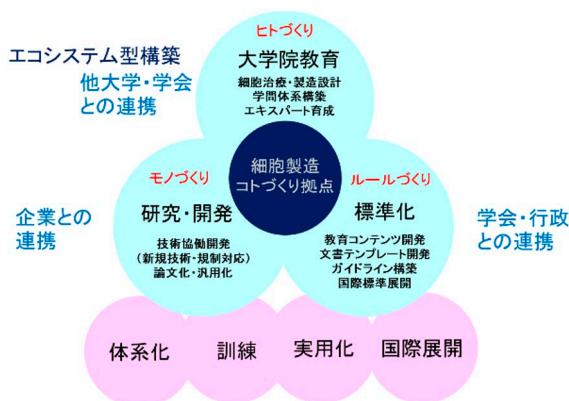 エコシステム型構築
他大学・学会
との連携
ヒトづくり
大学院教育
細胞治療・製造設計
学問体系構築
エキスパート育成
細胞製造
コトづくり拠点
モノづくり
研究・開発
技術協働開発
(新規技術・規制対応)
論文化・汎用化
ルールづくり
標準化
教育コンテンツ開発
文書テンプレート開発
ガイドライン構築
国際標準展開
企業との
連携
学会・行政
との連携
体系化
訓練
実用化
国際展開